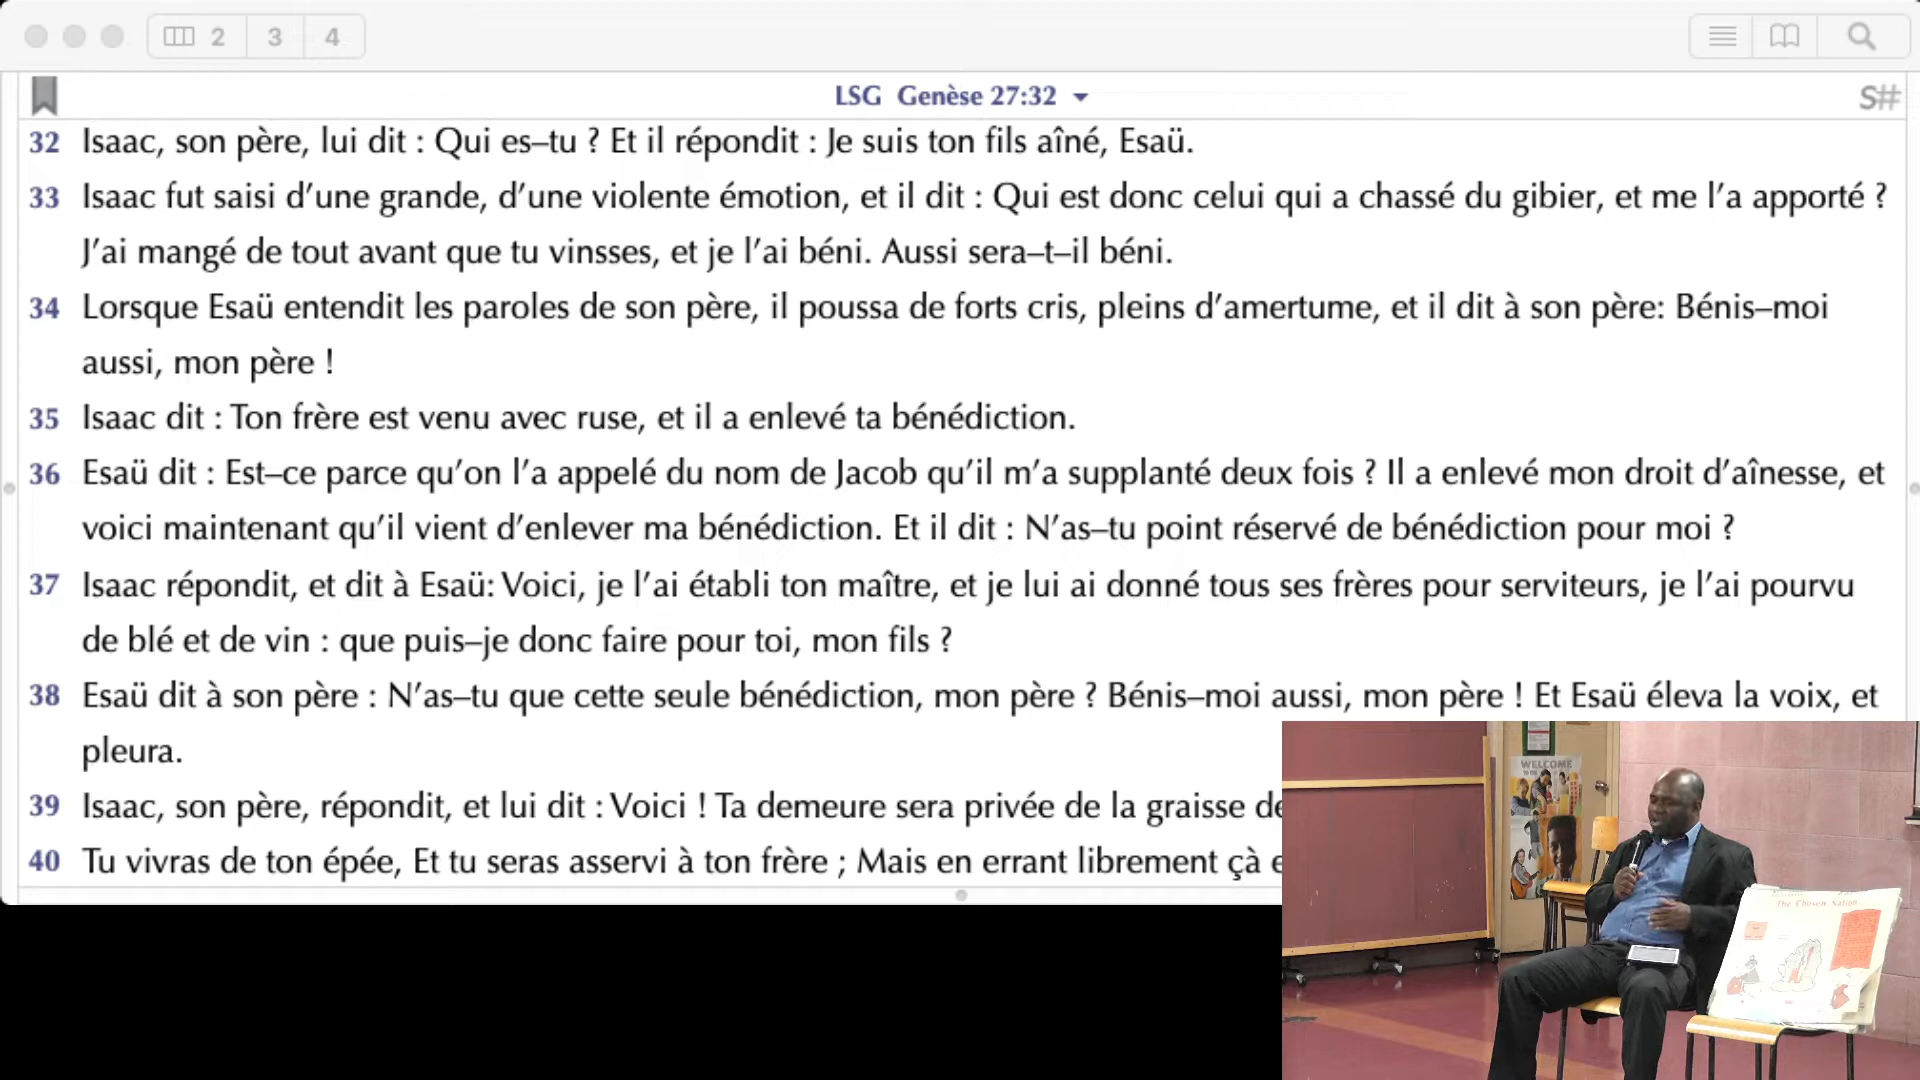 2 3 4
LSG Genèse 27:32
S#
32 Isaac, son père, lui dit : Qui es–tu ? Et il répondit : Je suis ton fils aîné, Esaü.
33 Isaac fut saisi d’une grande, d’une violente émotion, et il dit : Qui est donc celui qui a chassé du gibier, et me l’a apporté ?
J’ai mangé de tout avant que tu vinsses, et je l’ai béni. Aussi sera–t–il béni.
34 Lorsque Esaü entendit les paroles de son père, il poussa de forts cris, pleins d’amertume, et il dit à son père: Bénis–moi
aussi, mon père !
35 Isaac dit : Ton frère est venu avec ruse, et il a enlevé ta bénédiction.
36 Esaü dit : Est–ce parce qu’on l’a appelé du nom de Jacob qu’il m’a supplanté deux fois ? Il a enlevé mon droit d’aînesse, et
voici maintenant qu’il vient d’enlever ma bénédiction. Et il dit : N’as–tu point réservé de bénédiction pour moi ?
37 Isaac répondit, et dit à Esaü: Voici, je l’ai établi ton maître, et je lui ai donné tous ses frères pour serviteurs, je l’ai pourvu
de blé et de vin : que puis–je donc faire pour toi, mon fils ?
38 Esaü dit à son père : N’as–tu que cette seule bénédiction, mon père ? Bénis–moi aussi, mon père ! Et Esaü éleva la voix, et
pleura.
39 Isaac, son père, répondit, et lui dit : Voici ! Ta demeure sera privée de la graisse de
40 Tu vivras de ton épée, Et tu seras asservi à ton frère ; Mais en errant librement çà e
WELCOME
The Chosen Nation